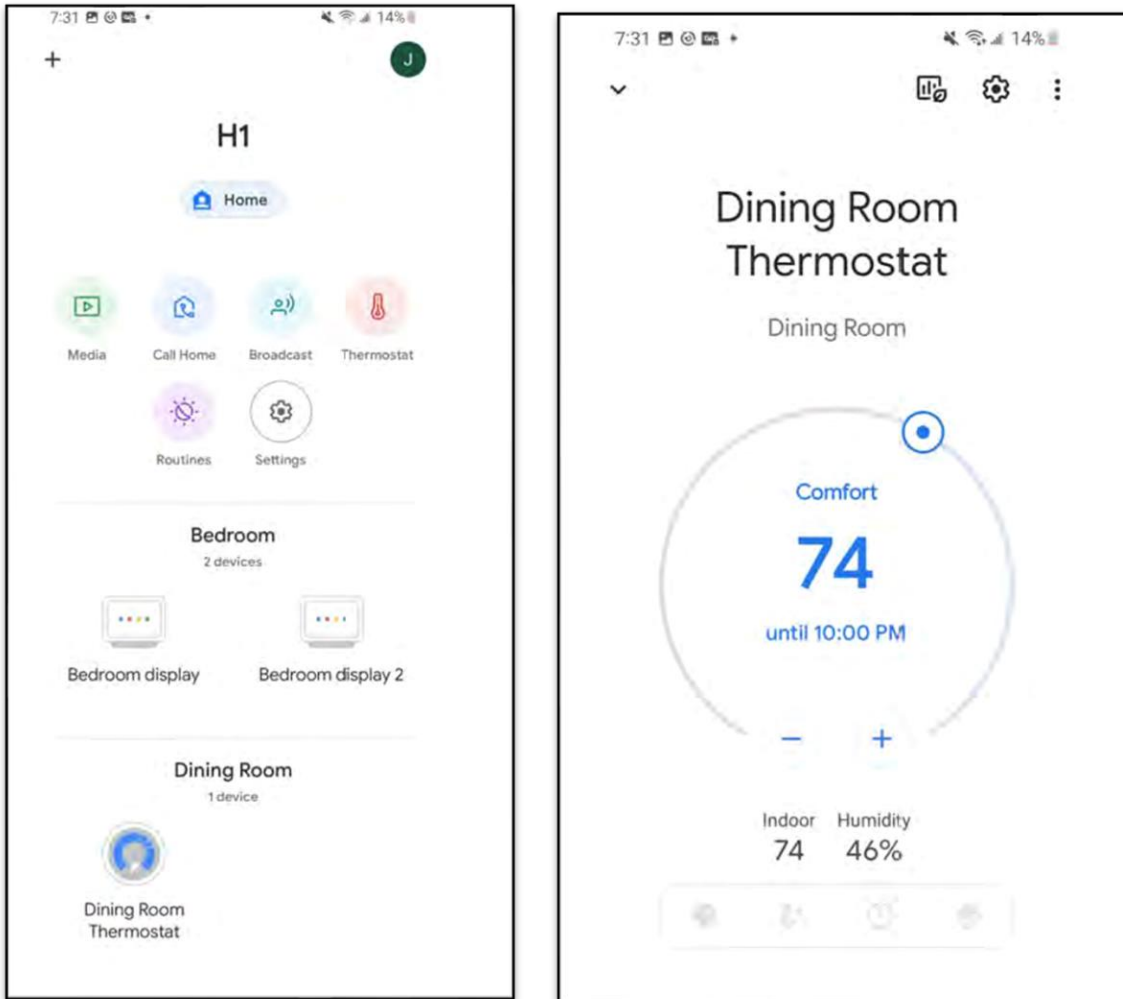 7:31
14%
J
H1
Home
Media Call Home Broadcast Thermostat
Routines Settings
Bedroom
2 devices
Bedroom display Bedroom display 2
Dining Room
1 device
Dining Room
Thermostat
7:31
14%
Dining Room
Thermostat
Dining Room
Comfort
74
until 10:00 PM
Indoor Humidity
74 46%